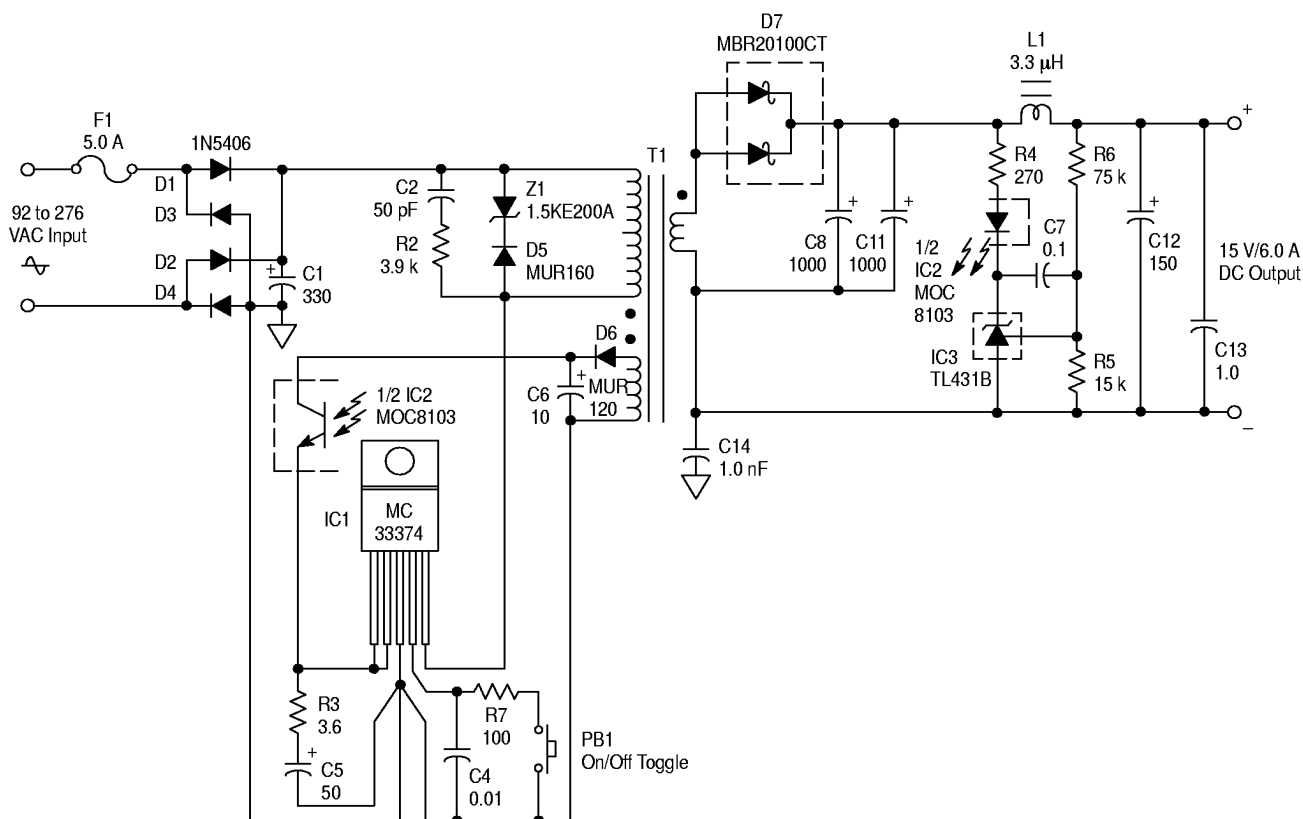 D7
MBR20100CT
L1
3.3 µH
F1
5.0 A
1N5406
+
D1
T1
C2
50 pF
Z1
1.5KE200A
R4
270
R6
75 k
D3
92 to 276
VAC Input
+
+
+
C7
0.1
R2
3.9 k
D5
MUR160
C8
1000
C11
1000
1/2
IC2
MOC
8103
C12
150
15 V/6.0 A
DC Output
D2
+
C1
330
D4
D6
IC3
TL431B
R5
15 k
C13
1.0
+
MUR
120
C6
10
1/2 IC2
MOC8103
–
C14
1.0 nF
IC1
MC
33374
R3
3.6
R7
100
PB1
On/Off Toggle
+
C5
50
C4
0.01